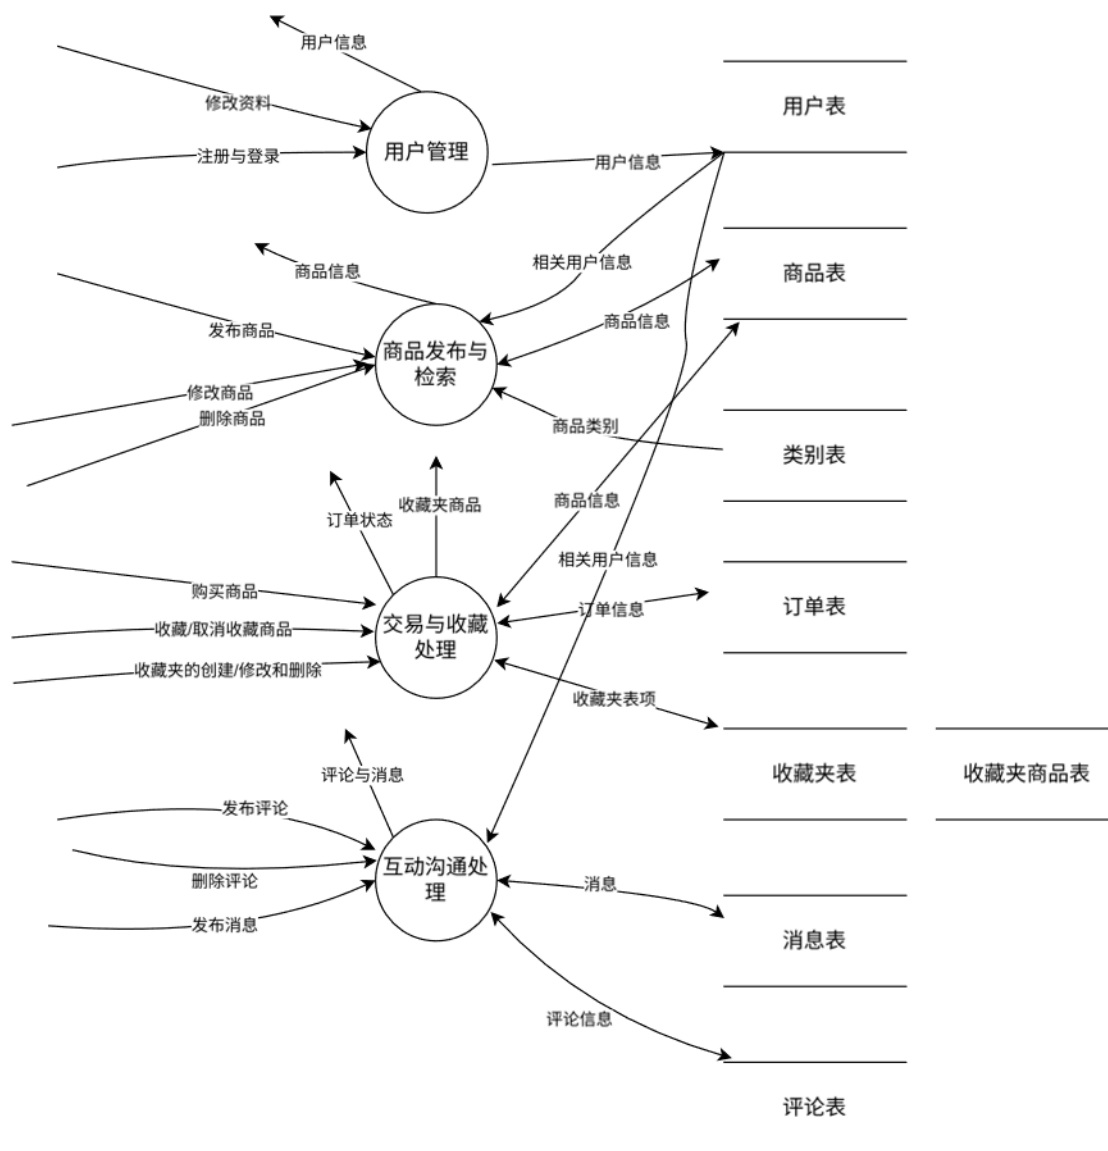 用户信息
修改资料
用户表
注册与登录
用户管理
用户信息
相关用户信息
商品信息
商品表
发布商品
商品信息
商品发布与
检索
修改商品
删除商品
商品类别
类别表
收藏夹商品
商品信息
订单状态
相关用户信息
购买商品
订单信息
订单表
收藏/取消收藏商品
交易与收藏
处理
收藏夹的创建/修改和删除
收藏夹表项
评论与消息
收藏夹表
收藏夹商品表
发布评论
互动沟通处
理
删除评论
消息
发布消息
消息表
评论信息
评论表